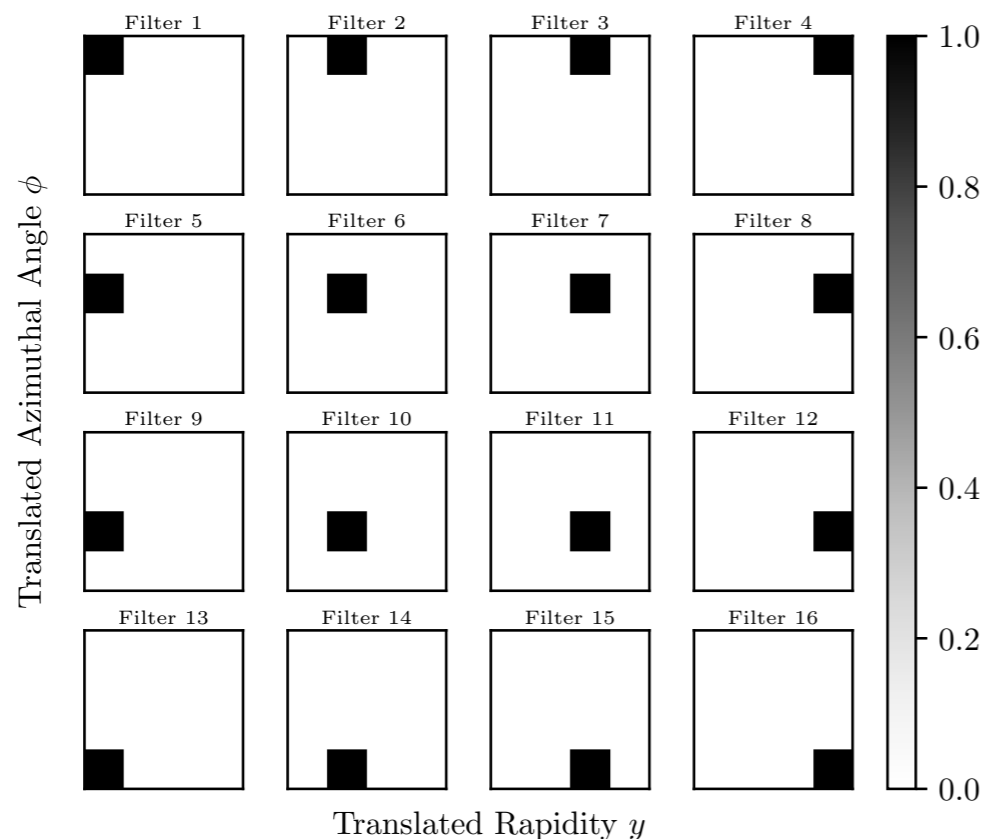 Filter 1 Filter 2 Filter 3 Filter 4
Filter 5 Filter 6 Filter 7 Filter 8
Filter 9 Filter 10 Filter 11 Filter 12
Filter 13 Filter 14 Filter 15 Filter 16
Translated Azimuthal Angle ϕ
Translated Rapidity y
1.0
0.8
0.6
0.4
0.2
0.0